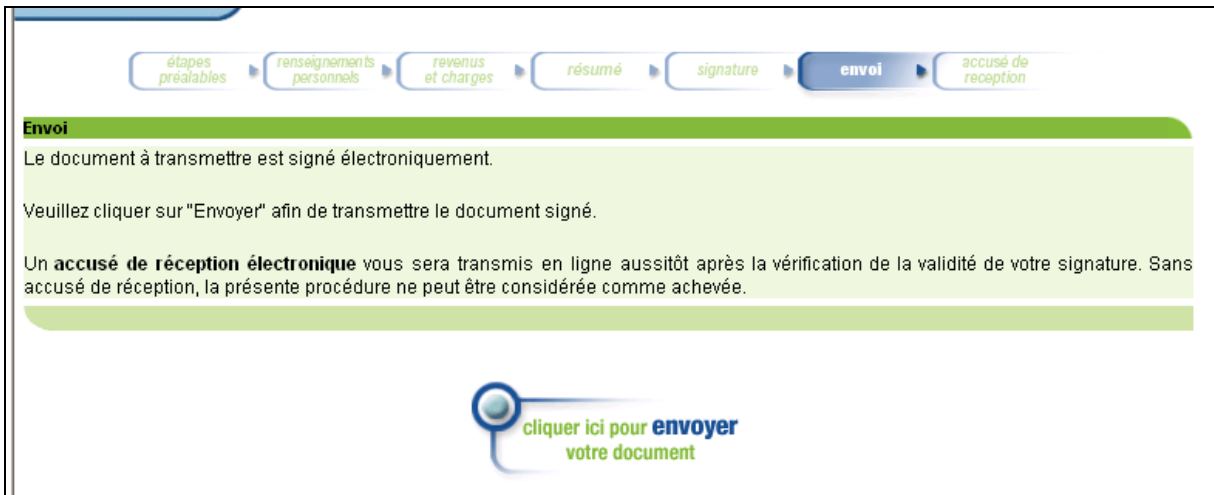 étapes
préalables
renseignements
personnels
revenus
et charges
résumé
signature
envoi
accusé de
reception
Envoi
Le document à transmettre est signé électroniquement.
Veuillez cliquer sur "Envoyer" afin de transmettre le document signé.
Un accusé de réception électronique vous sera transmis en ligne aussitôt après la vérification de la validité de votre signature. Sans
accusé de réception, la présente procédure ne peut être considérée comme achevée.
cliquer ici pour envoyer
votre document